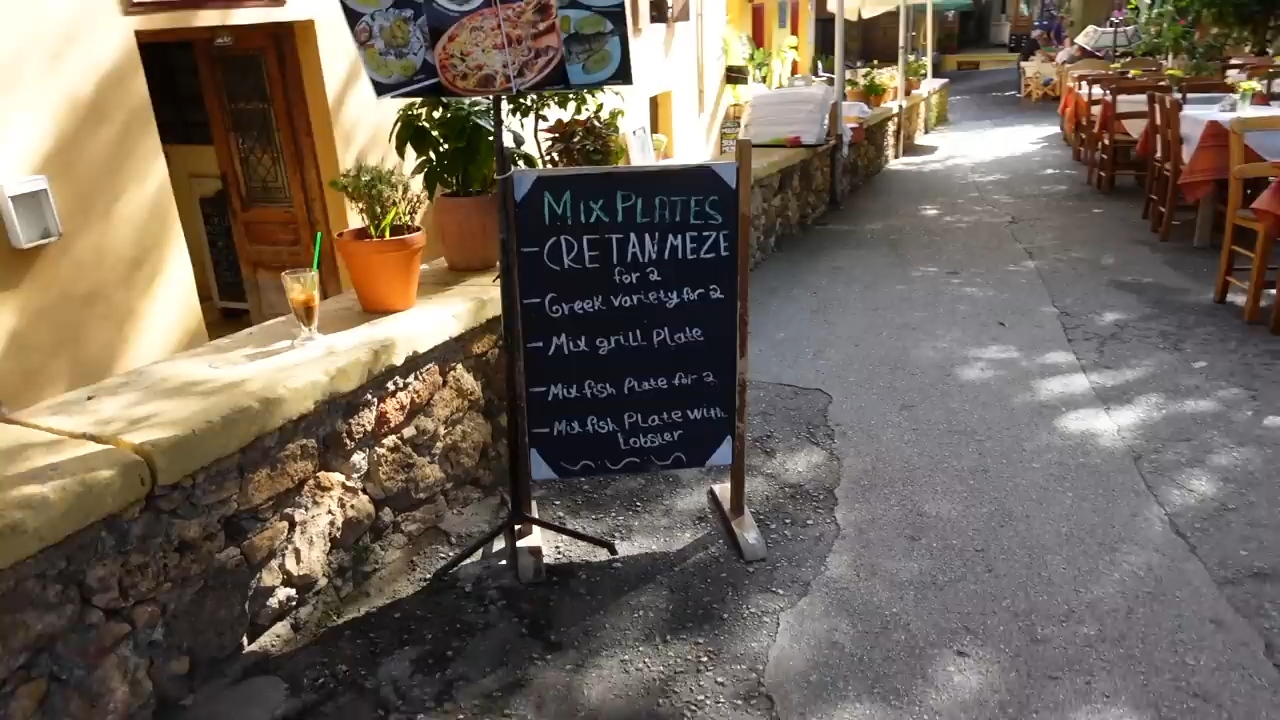 MIX PLATES
- CRETAN MEZE
for 2
- Greek variety for 2
- Mix grill Plate
- Mix fish Plate for 2
- Mix fish Plate with
Lobster